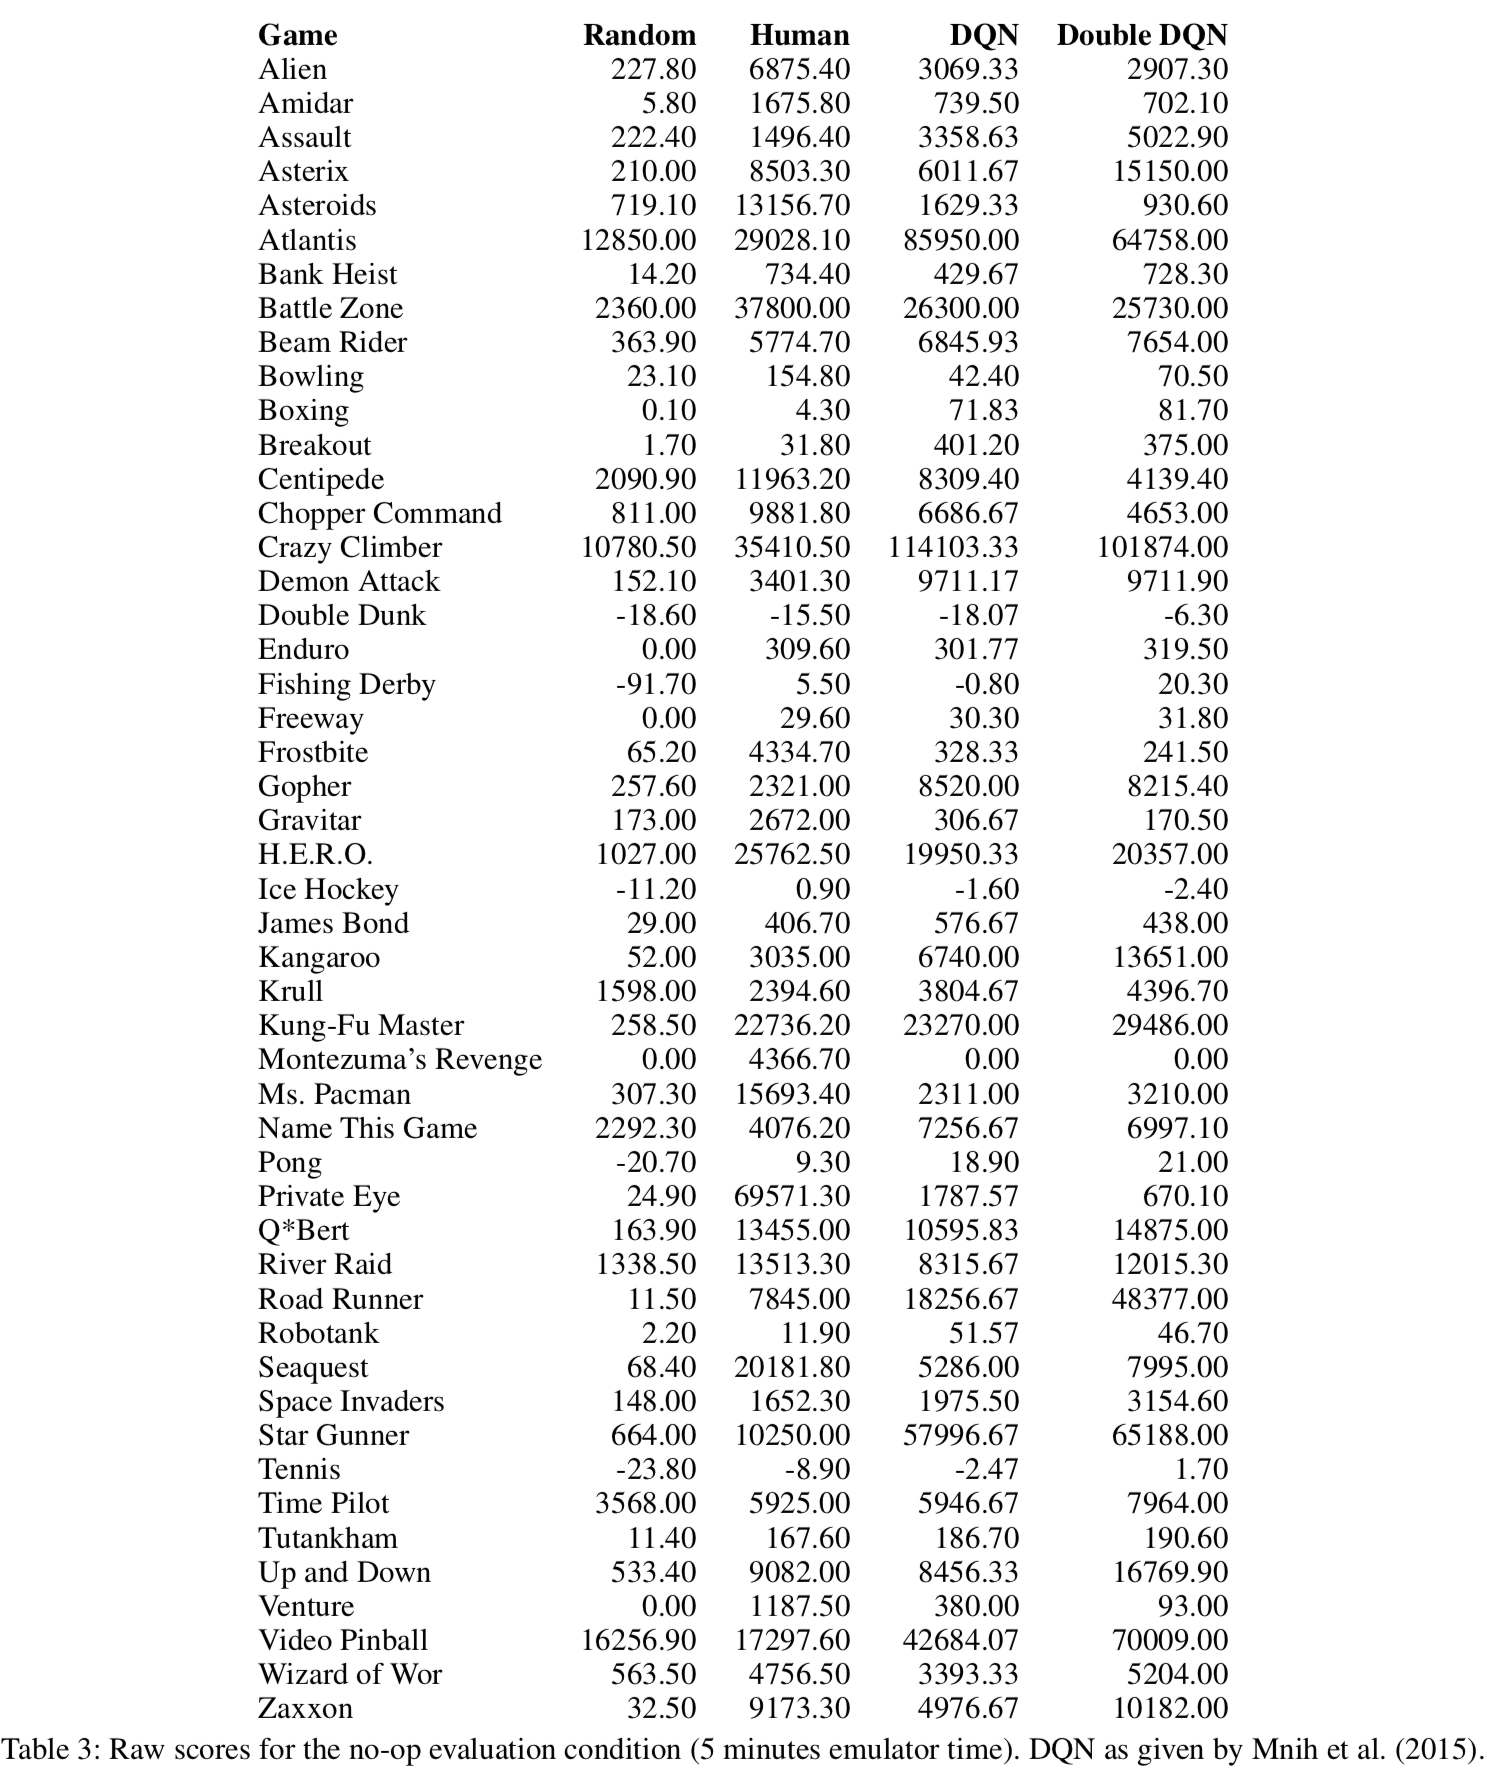 Game Random Human DQN Double DQN
Alien 227.80 6875.40 3069.33 2907.30
Amidar 5.80 1675.80 739.50 702.10
Assault 222.40 1496.40 3358.63 5022.90
Asterix 210.00 8503.30 6011.67 15150.00
Asteroids 719.10 13156.70 1629.33 930.60
Atlantis 12850.00 29028.10 85950.00 64758.00
Bank Heist 14.20 734.40 429.67 728.30
Battle Zone 2360.00 37800.00 26300.00 25730.00
Beam Rider 363.90 5774.70 6845.93 7654.00
Bowling 23.10 154.80 42.40 70.50
Boxing 0.10 4.30 71.83 81.70
Breakout 1.70 31.80 401.20 375.00
Centipede 2090.90 11963.20 8309.40 4139.40
Chopper Command 811.00 9881.80 6686.67 4653.00
Crazy Climber 10780.50 35410.50 114103.33 101874.00
Demon Attack 152.10 3401.30 9711.17 9711.90
Double Dunk -18.60 -15.50 -18.07 -6.30
Enduro 0.00 309.60 301.77 319.50
Fishing Derby -91.70 5.50 -0.80 20.30
Freeway 0.00 29.60 30.30 31.80
Frostbite 65.20 4334.70 328.33 241.50
Gopher 257.60 2321.00 8520.00 8215.40
Gravitar 173.00 2672.00 306.67 170.50
H.E.R.O. 1027.00 25762.50 19950.33 20357.00
Ice Hockey -11.20 0.90 -1.60 -2.40
James Bond 29.00 406.70 576.67 438.00
Kangaroo 52.00 3035.00 6740.00 13651.00
Krull 1598.00 2394.60 3804.67 4396.70
Kung-Fu Master 258.50 22736.20 23270.00 29486.00
Montezuma's Revenge 0.00 4366.70 0.00 0.00
Ms. Pacman 307.30 15693.40 2311.00 3210.00
Name This Game 2292.30 4076.20 7256.67 6997.10
Pong -20.70 9.30 18.90 21.00
Private Eye 24.90 69571.30 1787.57 670.10
Q*Bert 163.90 13455.00 10595.83 14875.00
River Raid 1338.50 13513.30 8315.67 12015.30
Road Runner 11.50 7845.00 18256.67 48377.00
Robotank 2.20 11.90 51.57 46.70
Seaquest 68.40 20181.80 5286.00 7995.00
Space Invaders 148.00 1652.30 1975.50 3154.60
Star Gunner 664.00 10250.00 57996.67 65188.00
Tennis -23.80 -8.90 -2.47 1.70
Time Pilot 3568.00 5925.00 5946.67 7964.00
Tutankham 11.40 167.60 186.70 190.60
Up and Down 533.40 9082.00 8456.33 16769.90
Venture 0.00 1187.50 380.00 93.00
Video Pinball 16256.90 17297.60 42684.07 70009.00
Wizard of Wor 563.50 4756.50 3393.33 5204.00
Zaxxon 32.50 9173.30 4976.67 10182.00
Table 3: Raw scores for the no-op evaluation condition (5 minutes emulator time). DQN as given by Mnih et al. (2015).